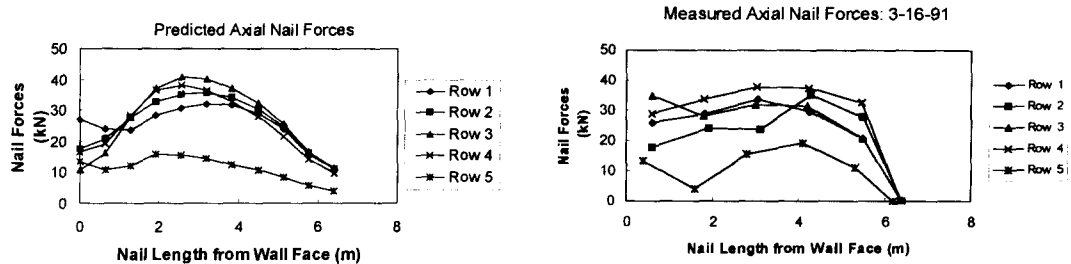 Predicted Axial Nail Forces
50
40
30
20
10
0
Nail Forces
(kN)
0 2 4 6 8
Nail Length from Wall Face (m)
Row 1
Row 2
Row 3
Row 4
Row 5
Measured Axial Nail Forces: 3-16-91
50
40
30
20
10
0
Nail Forces
(kN)
0 2 4 6 8
Nail Length from Wall Face (m)
Row 1
Row 2
Row 3
Row 4
Row 5